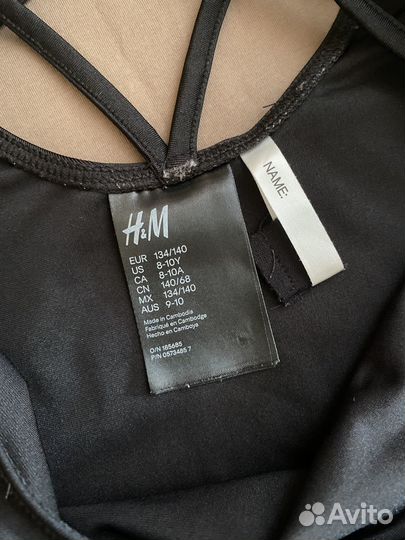 NAME:
H&M
EUR 134/140
US 8-10Y
CA 8-10A
CN 140/68
MX 134/140
AUS 9-10
Made in Cambodia
Fabriqué en Cambodge
Hecho en Camboya
O/N 185685
P/N 0573485 7
Avito